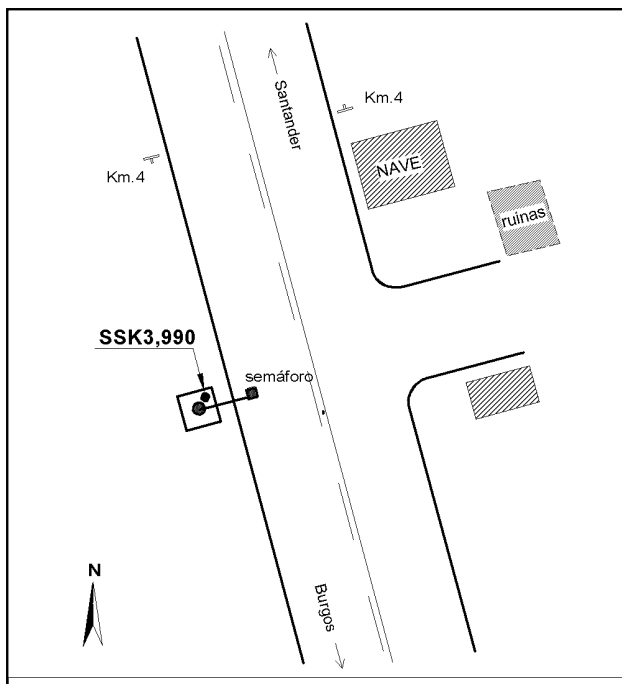 Santander
Km.4
Km.4
NAVE
ruinas
SSK3,990
semáforo
Burgos
N